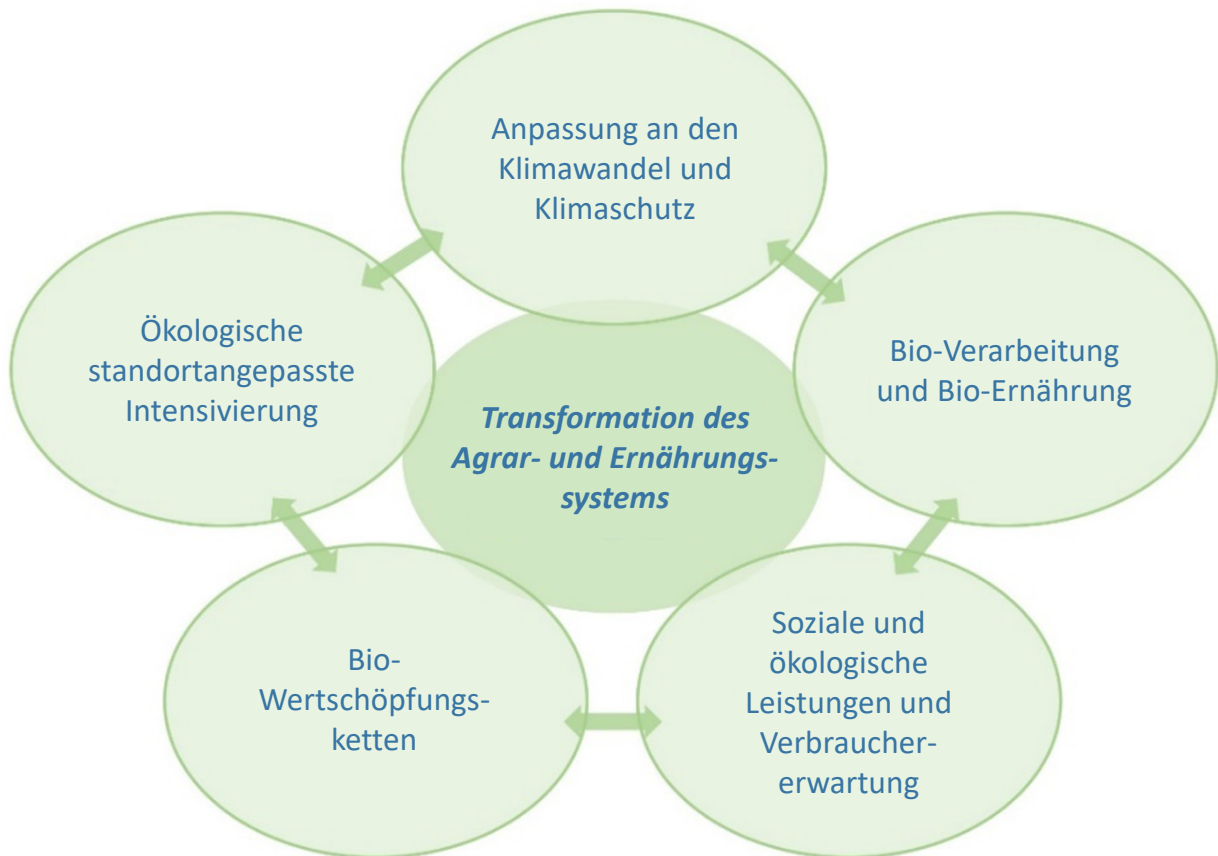 Anpassung an den
Klimawandel und
Klimaschutz
Ökologische
standortangepasste
Intensivierung
Bio-Verarbeitung
und Bio-Ernährung
Transformation des
Agrar- und Ernährungs-
systems
Bio-
Wertschöpfungs-
ketten
Soziale und
ökologische
Leistungen und
Verbraucher-
erwartung